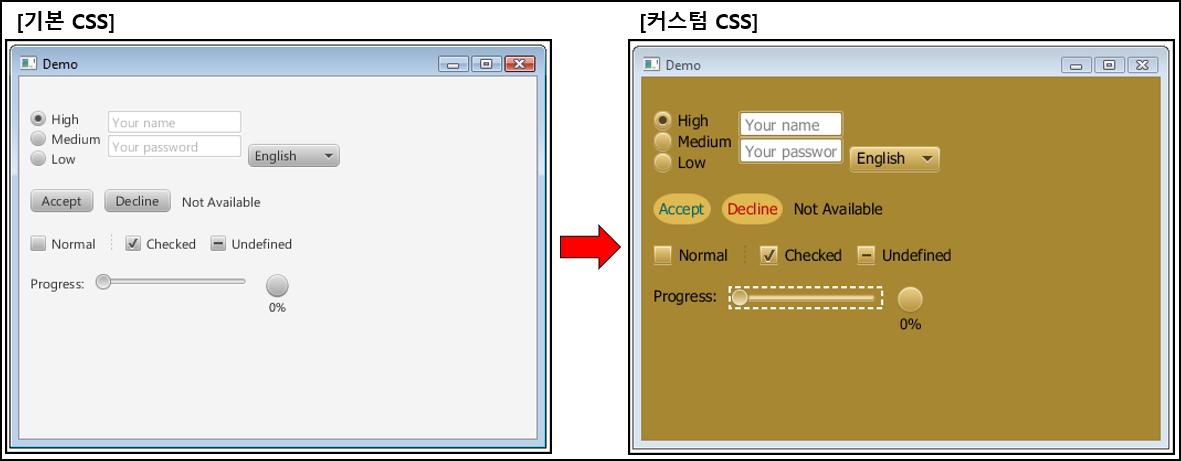 [기본 CSS]
Demo
High
Medium
Low
Your name
Your password
English
Accept
Decline
Not Available
Normal
Checked
Undefined
Progress:
0%
[커스텀 CSS]
Demo
High
Medium
Low
Your name
Your passwor
English
Accept
Decline
Not Available
Normal
Checked
Undefined
Progress:
0%